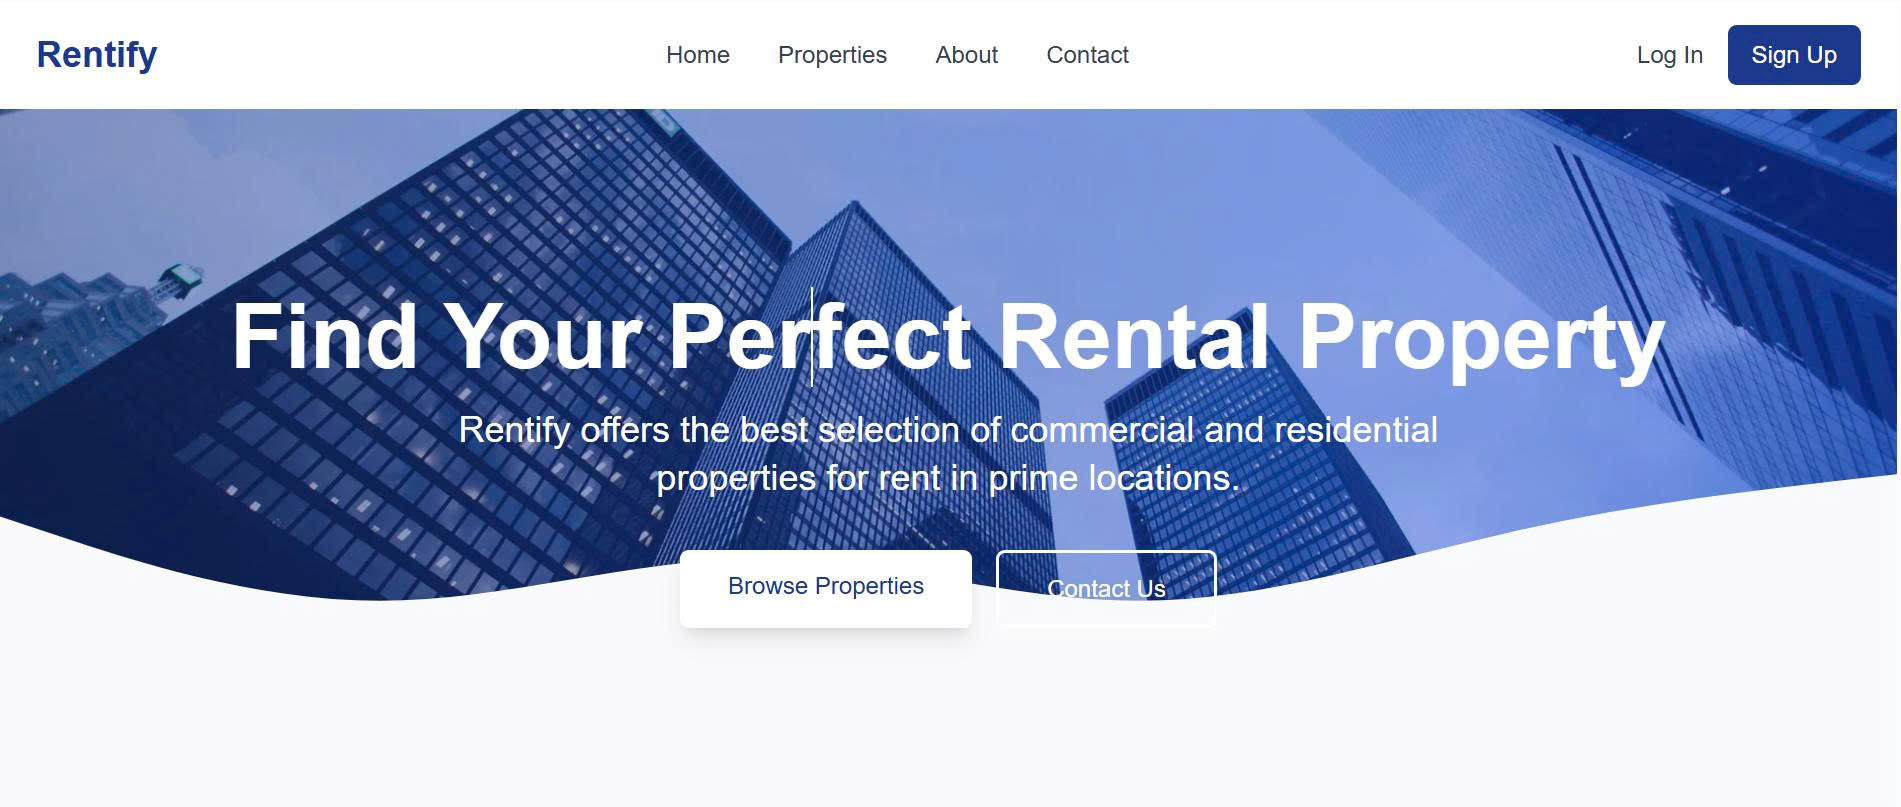 Rentify
Home Properties About Contact
Log In Sign Up
Find Your Perfect Rental Property
Rentify offers the best selection of commercial and residential
properties for rent in prime locations.
Browse Properties
Contact Us